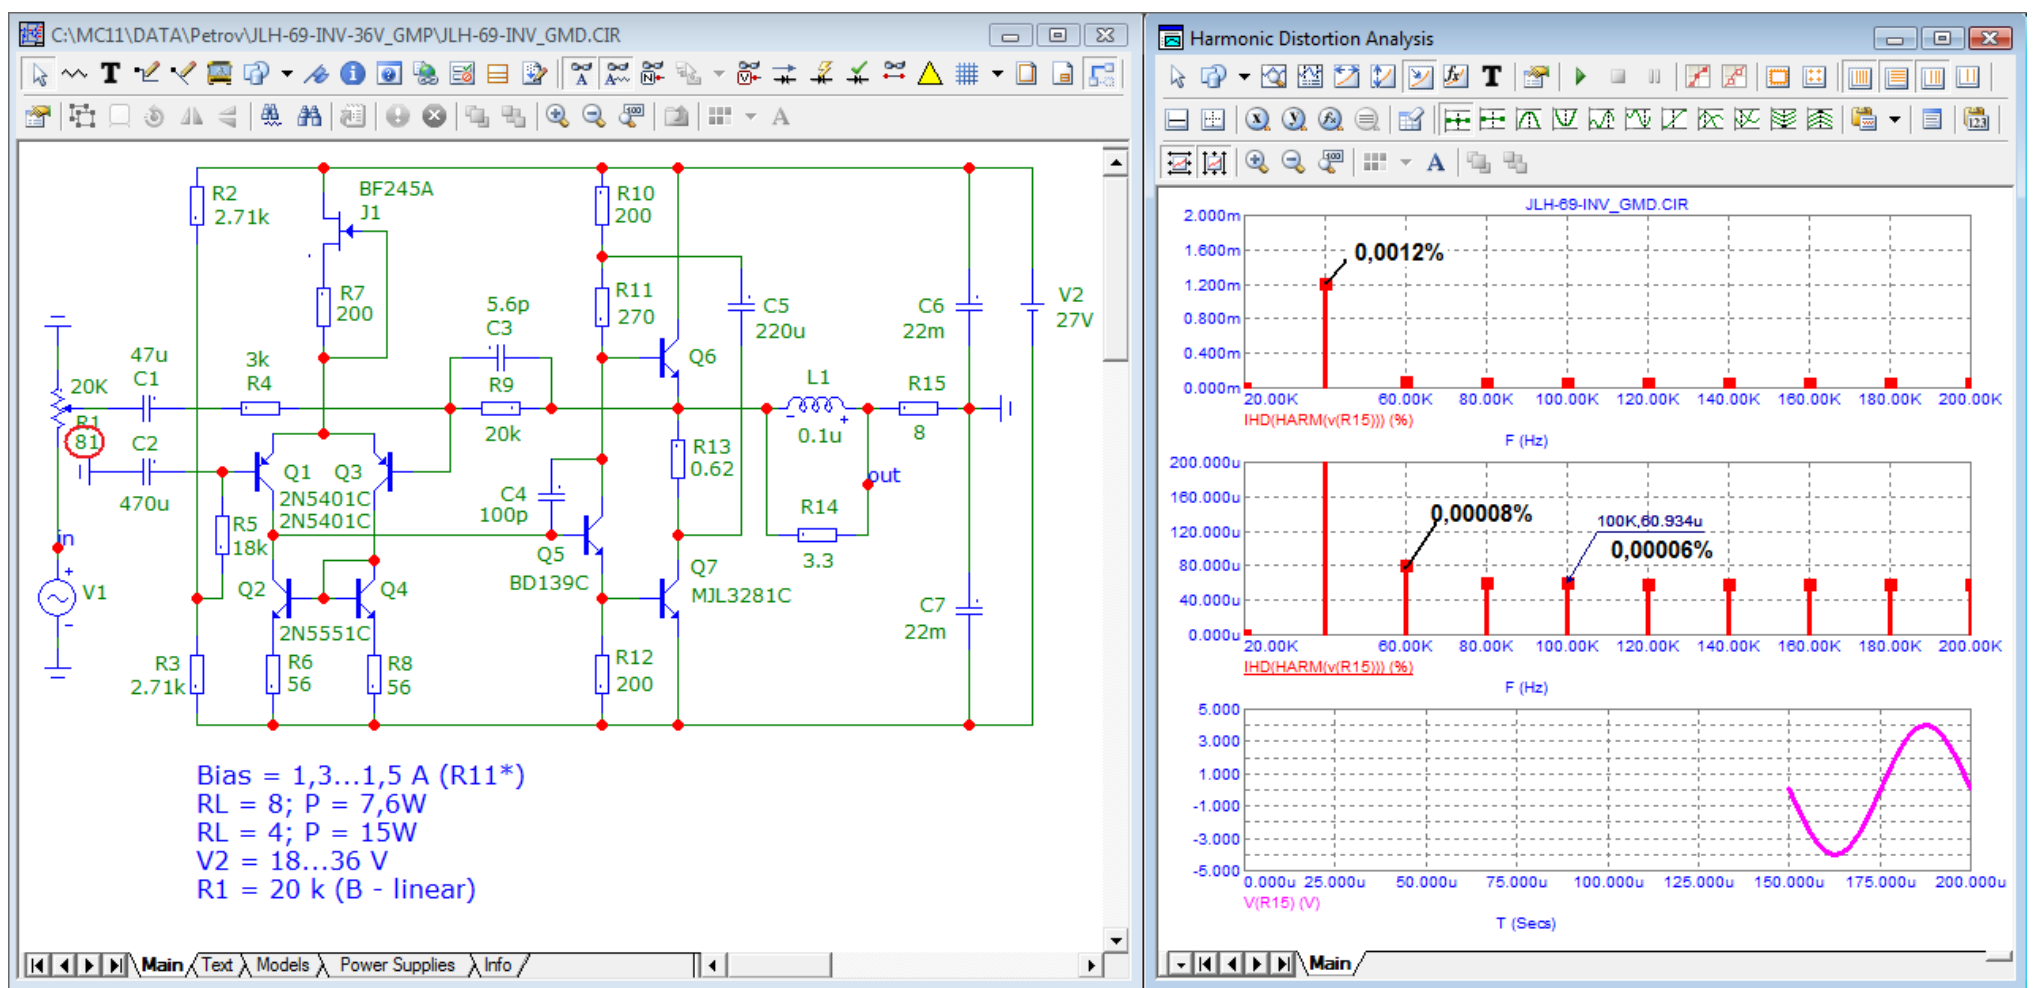 C:\MC11\DATA\Petrov\JLH-69-INV-36V_GMP\JLH-69-INV_GMD.CIR
R2
2.71k
BF245A
J1
R10
200
R7
200
R11
270
5.6p
C3
C5
220u
C6
22m
V2
27V
47u
C1
3k
R4
R9
20k
Q6
L1
0.1u
R15
8
20K
R1
81
C2
470u
Q1
Q3
2N5401C
2N5401C
R13
0.62
out
C4
100p
R14
3.3
in
R5
18k
Q5
BD139C
Q7
MJL3281C
V1
Q2
Q4
2N5551C
C7
22m
R3
2.71k
R6
56
R8
56
R12
200
Bias = 1,3...1,5 A (R11*)
RL = 8; P = 7,6W
RL = 4; P = 15W
V2 = 18...36 V
R1 = 20 k (B - linear)
Main Text Models Power Supplies Info
Harmonic Distortion Analysis
JLH-69-INV_GMD.CIR
2.000m
1.600m
1.200m
0.800m
0.400m
0.000m
0,0012%
20.00K 60.00K 80.00K 100.00K 120.00K 140.00K 160.00K 180.00K 200.00K
IHD(HARM(v(R15))) (%)
F (Hz)
200.000u
160.000u
120.000u
80.000u
40.000u
0.000u
0,00008%
100K,60.934u
0,00006%
20.00K 60.00K 80.00K 100.00K 120.00K 140.00K 160.00K 180.00K 200.00K
IHD(HARM(v(R15))) (%)
F (Hz)
5.000
3.000
1.000
-1.000
-3.000
-5.000
0.000u 25.000u 50.000u 75.000u 100.000u 125.000u 150.000u 175.000u 200.000u
V(R15) (V)
T (Secs)
Main